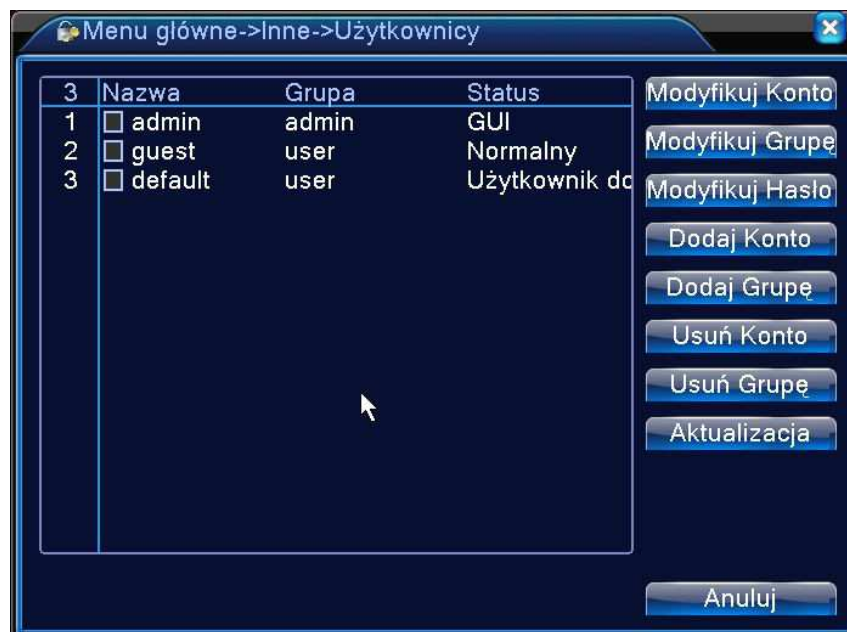 Menu główne->Inne->Użytkownicy
3 Nazwa Grupa Status
1 admin admin GUI
2 guest user Normalny
3 default user Użytkownik do
Modyfikuj Konto
Modyfikuj Grupę
Modyfikuj Hasło
Dodaj Konto
Dodaj Grupę
Usuń Konto
Usuń Grupę
Aktualizacja
Anuluj